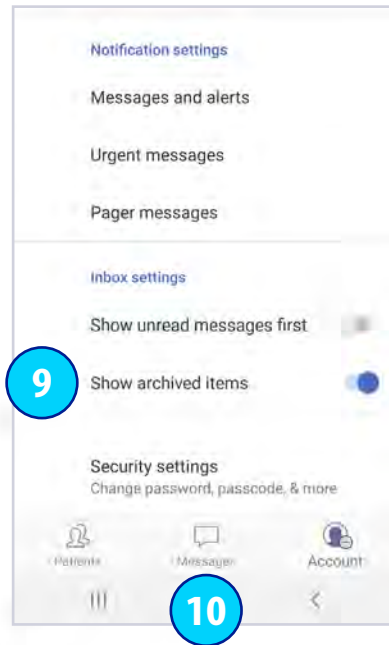 Notification settings
Messages and alerts
Urgent messages
Pager messages
Inbox settings
Show unread messages first
9
Show archived items
Security settings
Change password, passcode, & more
Patients Messages Account
10